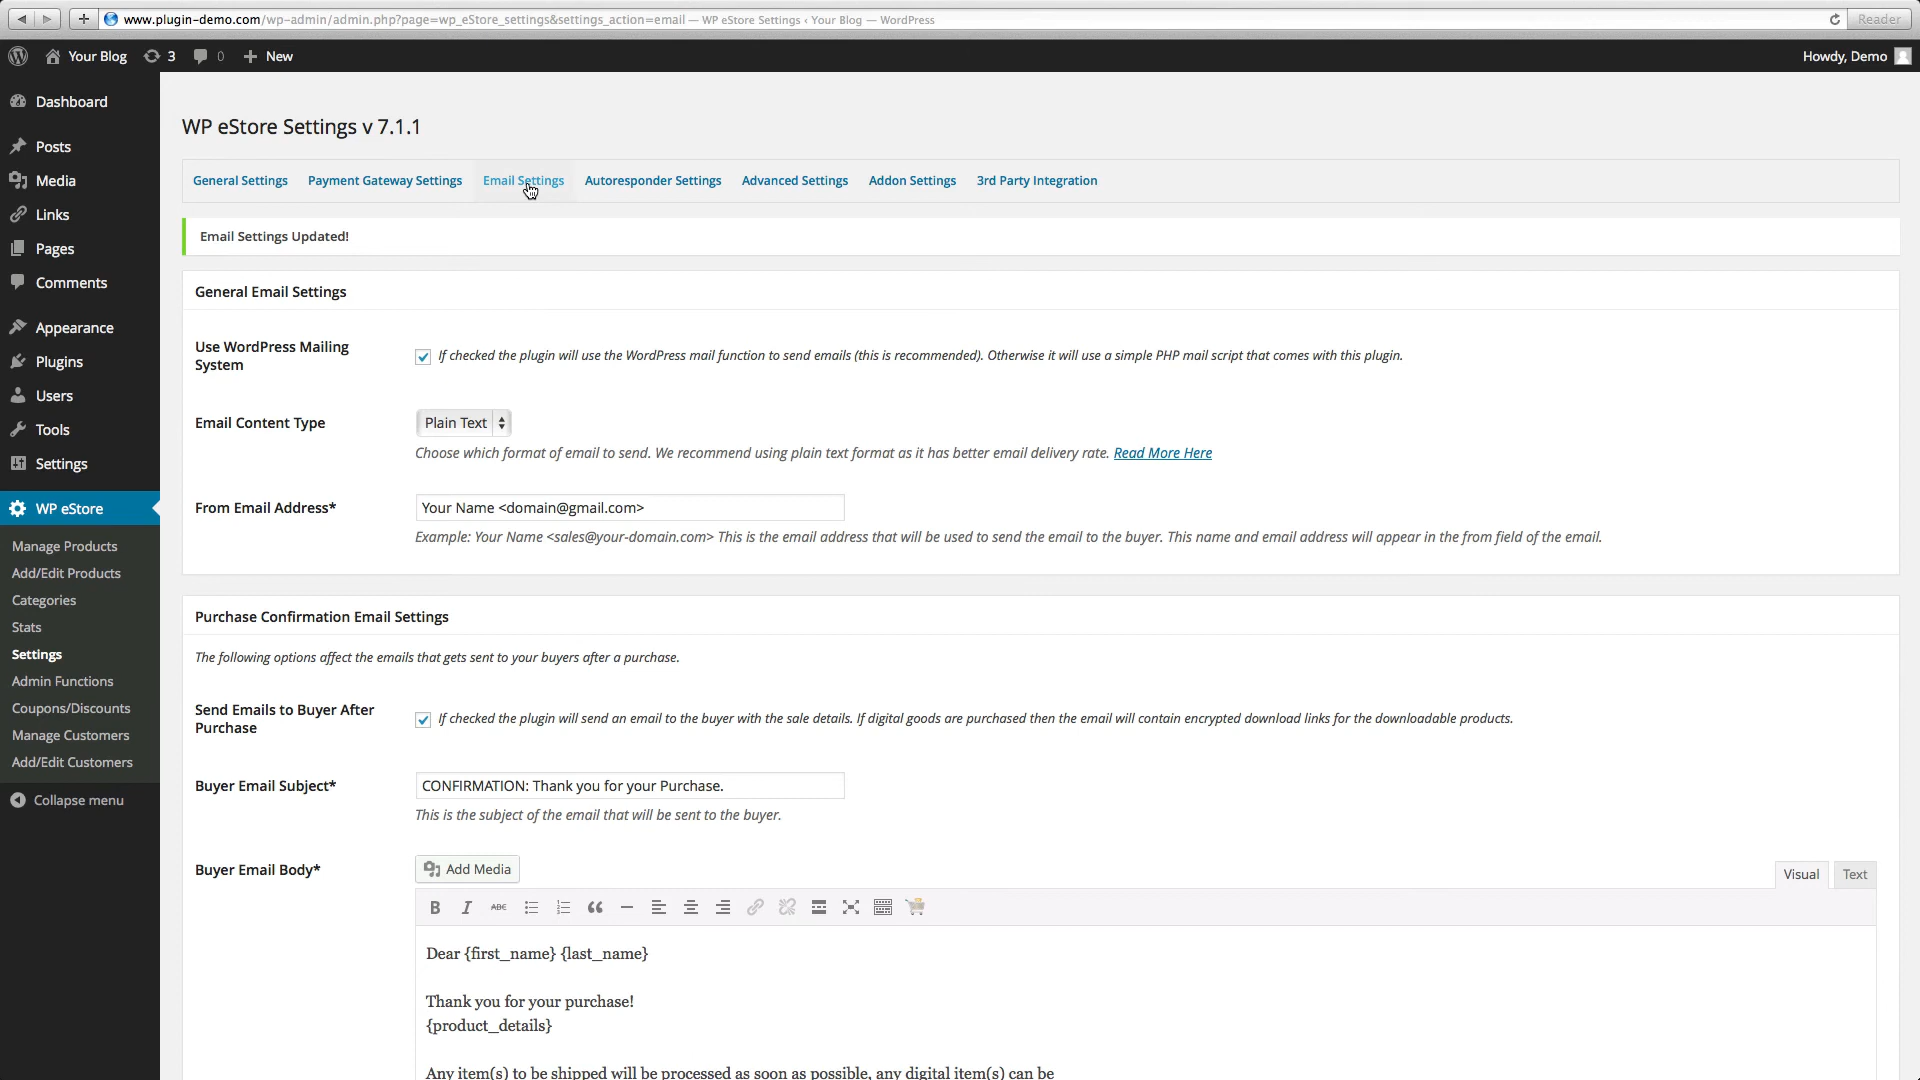 www.plugin-demo.com/wp-admin/admin.php?page=wp_eStore_settings&settings_action=email — WP eStore Settings ‹ Your Blog — WordPress
Reader
Your Blog 3 0 New
Howdy, Demo
Dashboard
Posts
Media
Links
Pages
Comments
Appearance
Plugins
Users
Tools
Settings
WP eStore
Manage Products
Add/Edit Products
Categories
Stats
Settings
Admin Functions
Coupons/Discounts
Manage Customers
Add/Edit Customers
Collapse menu
WP eStore Settings v 7.1.1
General Settings Payment Gateway Settings Email Settings Autoresponder Settings Advanced Settings Addon Settings 3rd Party Integration
Email Settings Updated!
General Email Settings
Use WordPress Mailing
System
If checked the plugin will use the WordPress mail function to send emails (this is recommended). Otherwise it will use a simple PHP mail script that comes with this plugin.
Email Content Type
Plain Text
Choose which format of email to send. We recommend using plain text format as it has better email delivery rate. Read More Here
From Email Address*
Your Name <domain@gmail.com>
Example: Your Name <sales@your-domain.com> This is the email address that will be used to send the email to the buyer. This name and email address will appear in the from field of the email.
Purchase Confirmation Email Settings
The following options affect the emails that gets sent to your buyers after a purchase.
Send Emails to Buyer After
Purchase
If checked the plugin will send an email to the buyer with the sale details. If digital goods are purchased then the email will contain encrypted download links for the downloadable products.
Buyer Email Subject*
CONFIRMATION: Thank you for your Purchase.
This is the subject of the email that will be sent to the buyer.
Buyer Email Body*
Add Media
Visual Text
B I ABC
Dear {first_name} {last_name}
Thank you for your purchase!
{product_details}
Any item(s) to be shipped will be processed as soon as possible, any digital item(s) can be